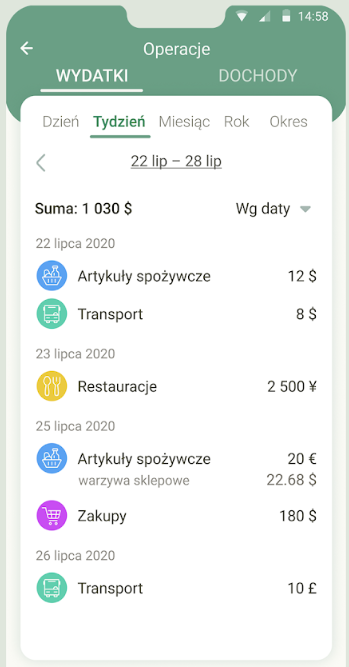 14:58
Operacje
WYDATKI DOCHODY
Dzień Tydzień Miesiąc Rok Okres
22 lip – 28 lip
Suma: 1 030 $ Wg daty
22 lipca 2020
Artykuły spożywcze 12 $
Transport 8 $
23 lipca 2020
Restauracje 2 500 ¥
25 lipca 2020
Artykuły spożywcze 20 €
warzywa sklepowe 22.68 $
Zakupy 180 $
26 lipca 2020
Transport 10 £